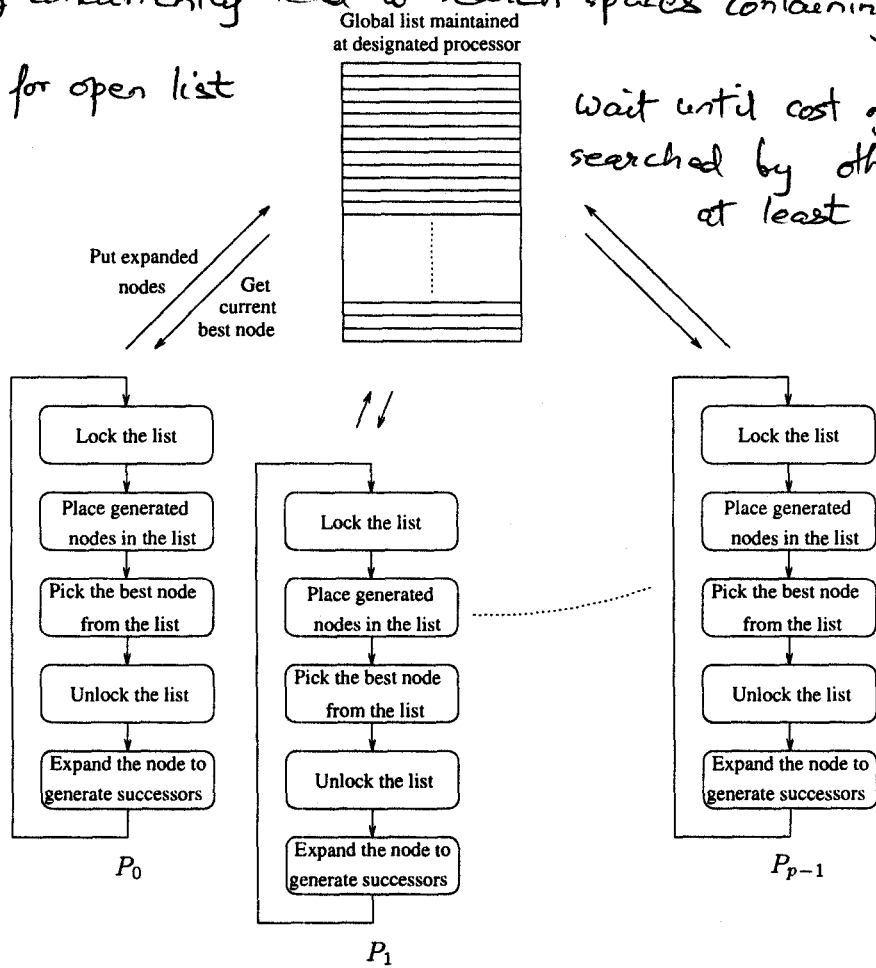 concurrently lead to search spaces containing
Global list maintained
at designated processor
for open list
wait until cost
searched by oth
at least
Put expanded
nodes
Get
current
best node
Lock the list
Place generated
nodes in the list
Pick the best node
from the list
Unlock the list
Expand the node to
generate successors
P0
Lock the list
Place generated
nodes in the list
Pick the best node
from the list
Unlock the list
Expand the node to
generate successors
P1
Lock the list
Place generated
nodes in the list
Pick the best node
from the list
Unlock the list
Expand the node to
generate successors
Pp−1